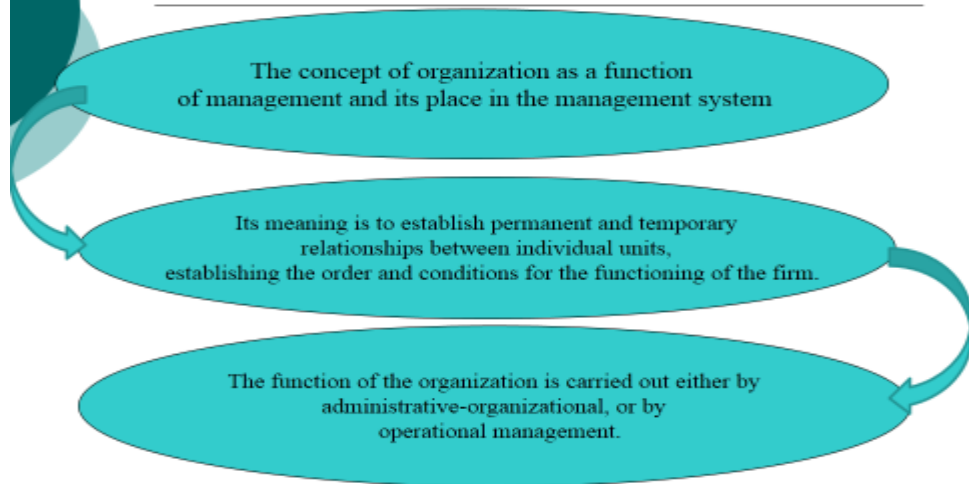 The concept of organization as a function
of management and its place in the management system
Its meaning is to establish permanent and temporary
relationships between individual units,
establishing the order and conditions for the functioning of the firm.
The function of the organization is carried out either by
administrative-organizational, or by
operational management.